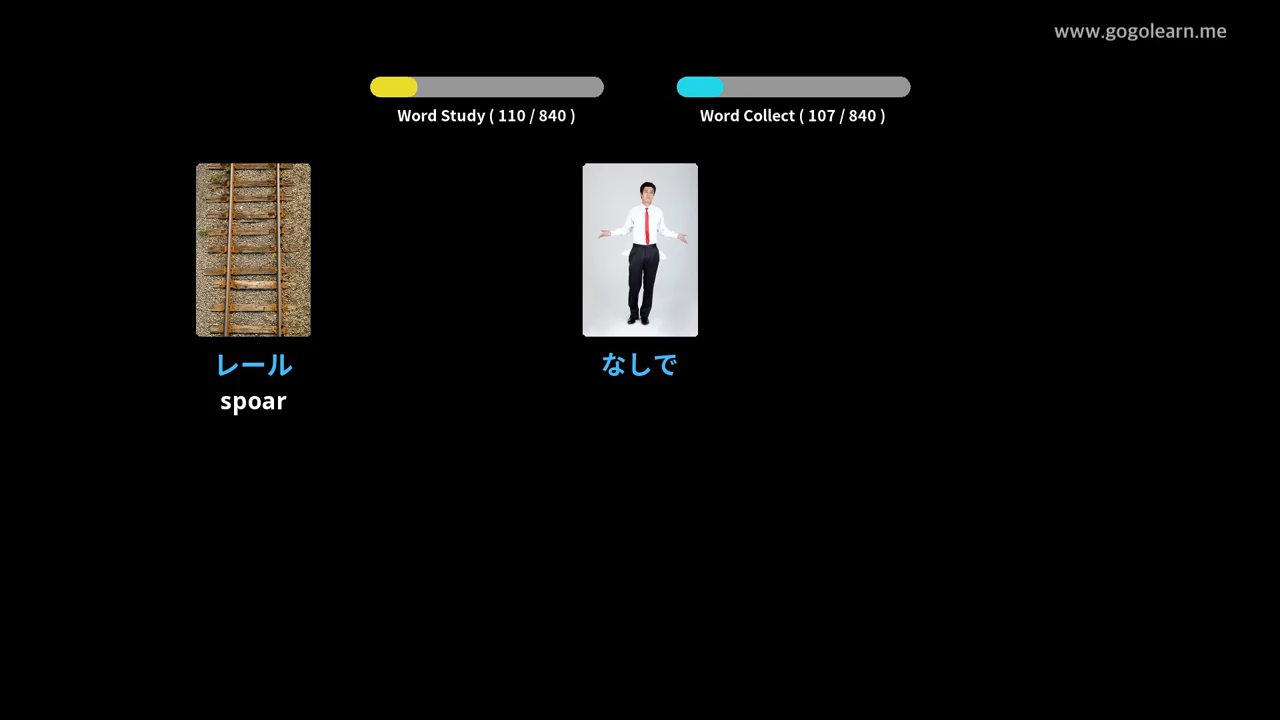 www.gogolearn.me
Word Study ( 110 / 840 )
Word Collect ( 107 / 840 )
レール
spoar
なしで